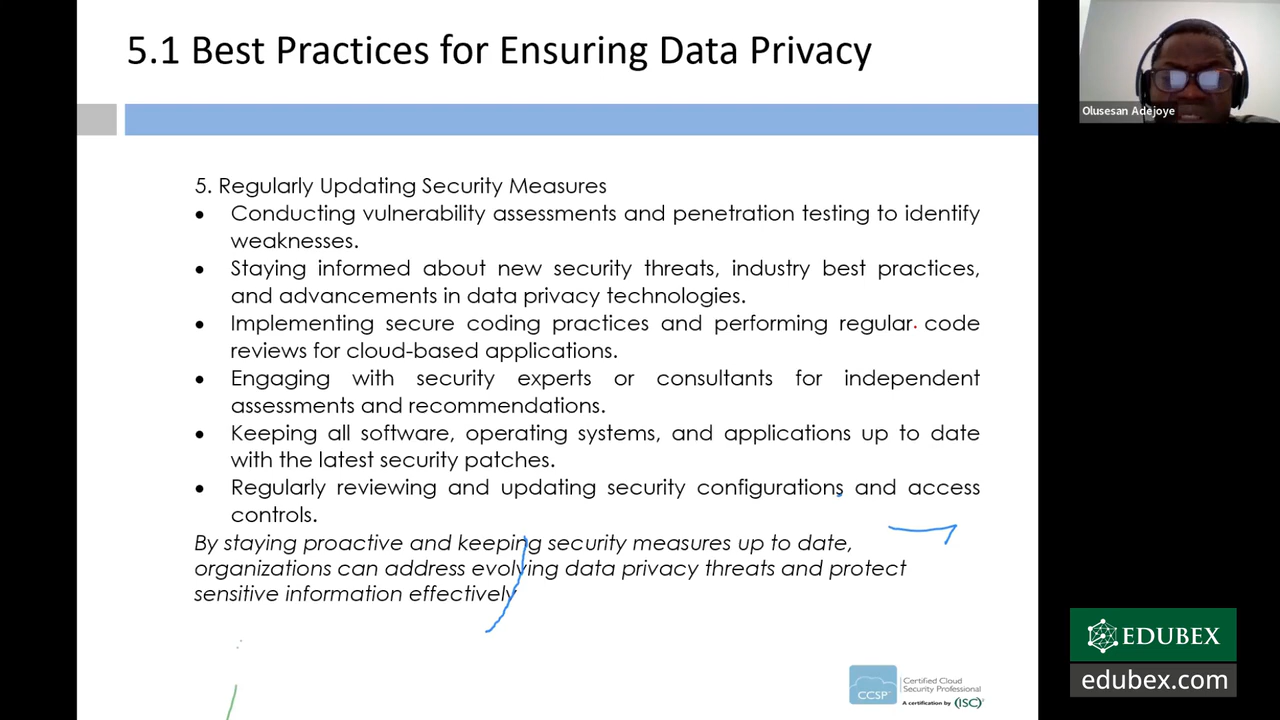 5.1 Best Practices for Ensuring Data Privacy
Olusesan Adejoye
5. Regularly Updating Security Measures
• Conducting vulnerability assessments and penetration testing to identify
weaknesses.
• Staying informed about new security threats, industry best practices,
and advancements in data privacy technologies.
• Implementing secure coding practices and performing regular code
reviews for cloud-based applications.
• Engaging with security experts or consultants for independent
assessments and recommendations.
• Keeping all software, operating systems, and applications up to date
with the latest security patches.
• Regularly reviewing and updating security configurations and access
controls.
By staying proactive and keeping security measures up to date,
organizations can address evolving data privacy threats and protect
sensitive information effectively
EDUBEX
edubex.com
CCSP
Certified Cloud
Security Professional
A certification by (ISC)²